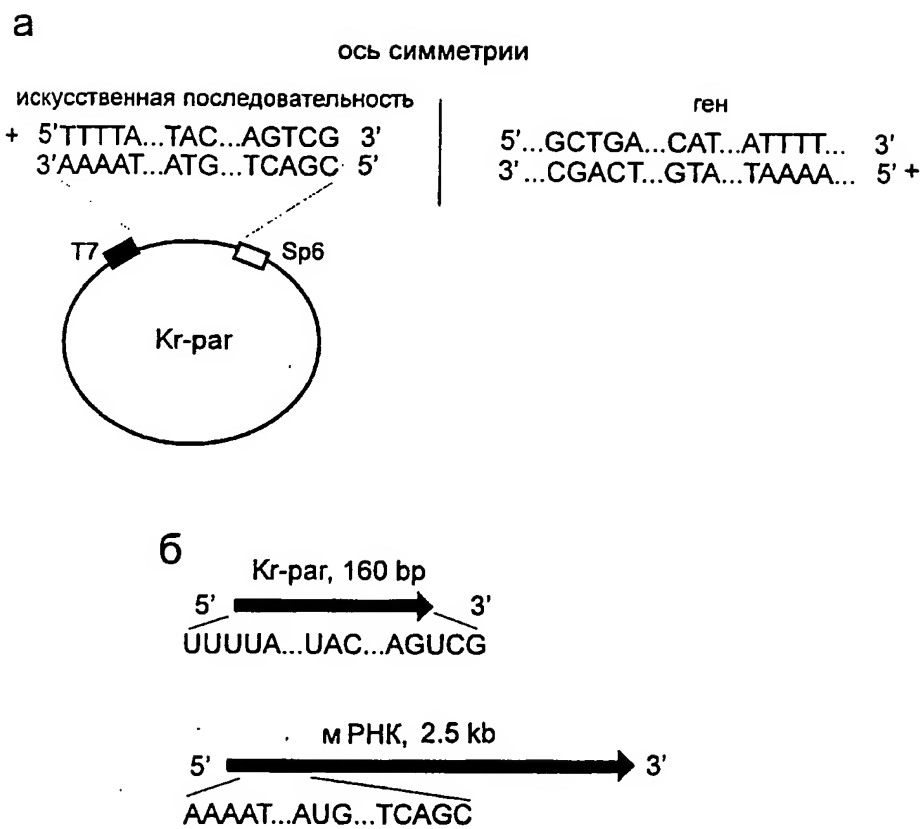 а
ось симметрии
искусственная последовательность
ген
+ 5'TTTTA...TAC...AGTCG 3'
3'AAAAT...ATG...TCAGC 5'
5'...GCTGA...CAT...ATTTT... 3'
3'...CGACT...GTA...TAAAA... 5'+
T7
Sp6
Kr-par
б
Kr-par, 160 bp
5' 3'
UUUUA...UAC...AGUCG
м РНК, 2.5 kb
5' 3'
AAAAT...AUG...TCAGC